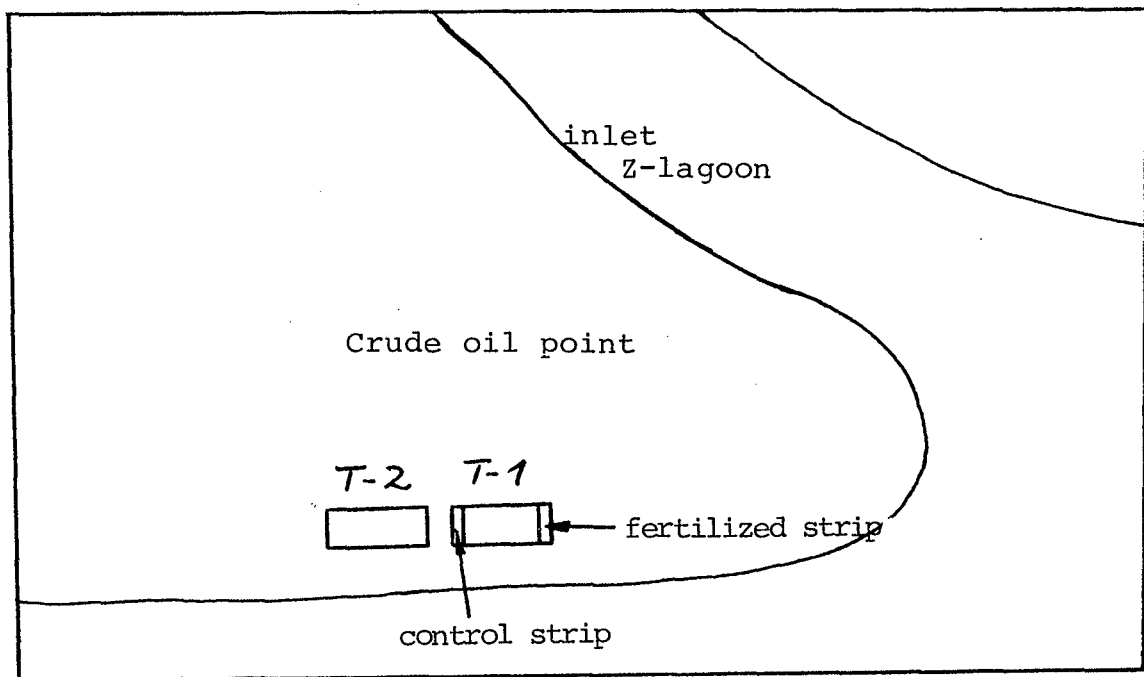 inlet
Z-lagoon
Crude oil point
T-2 T-1
fertilized strip
control strip